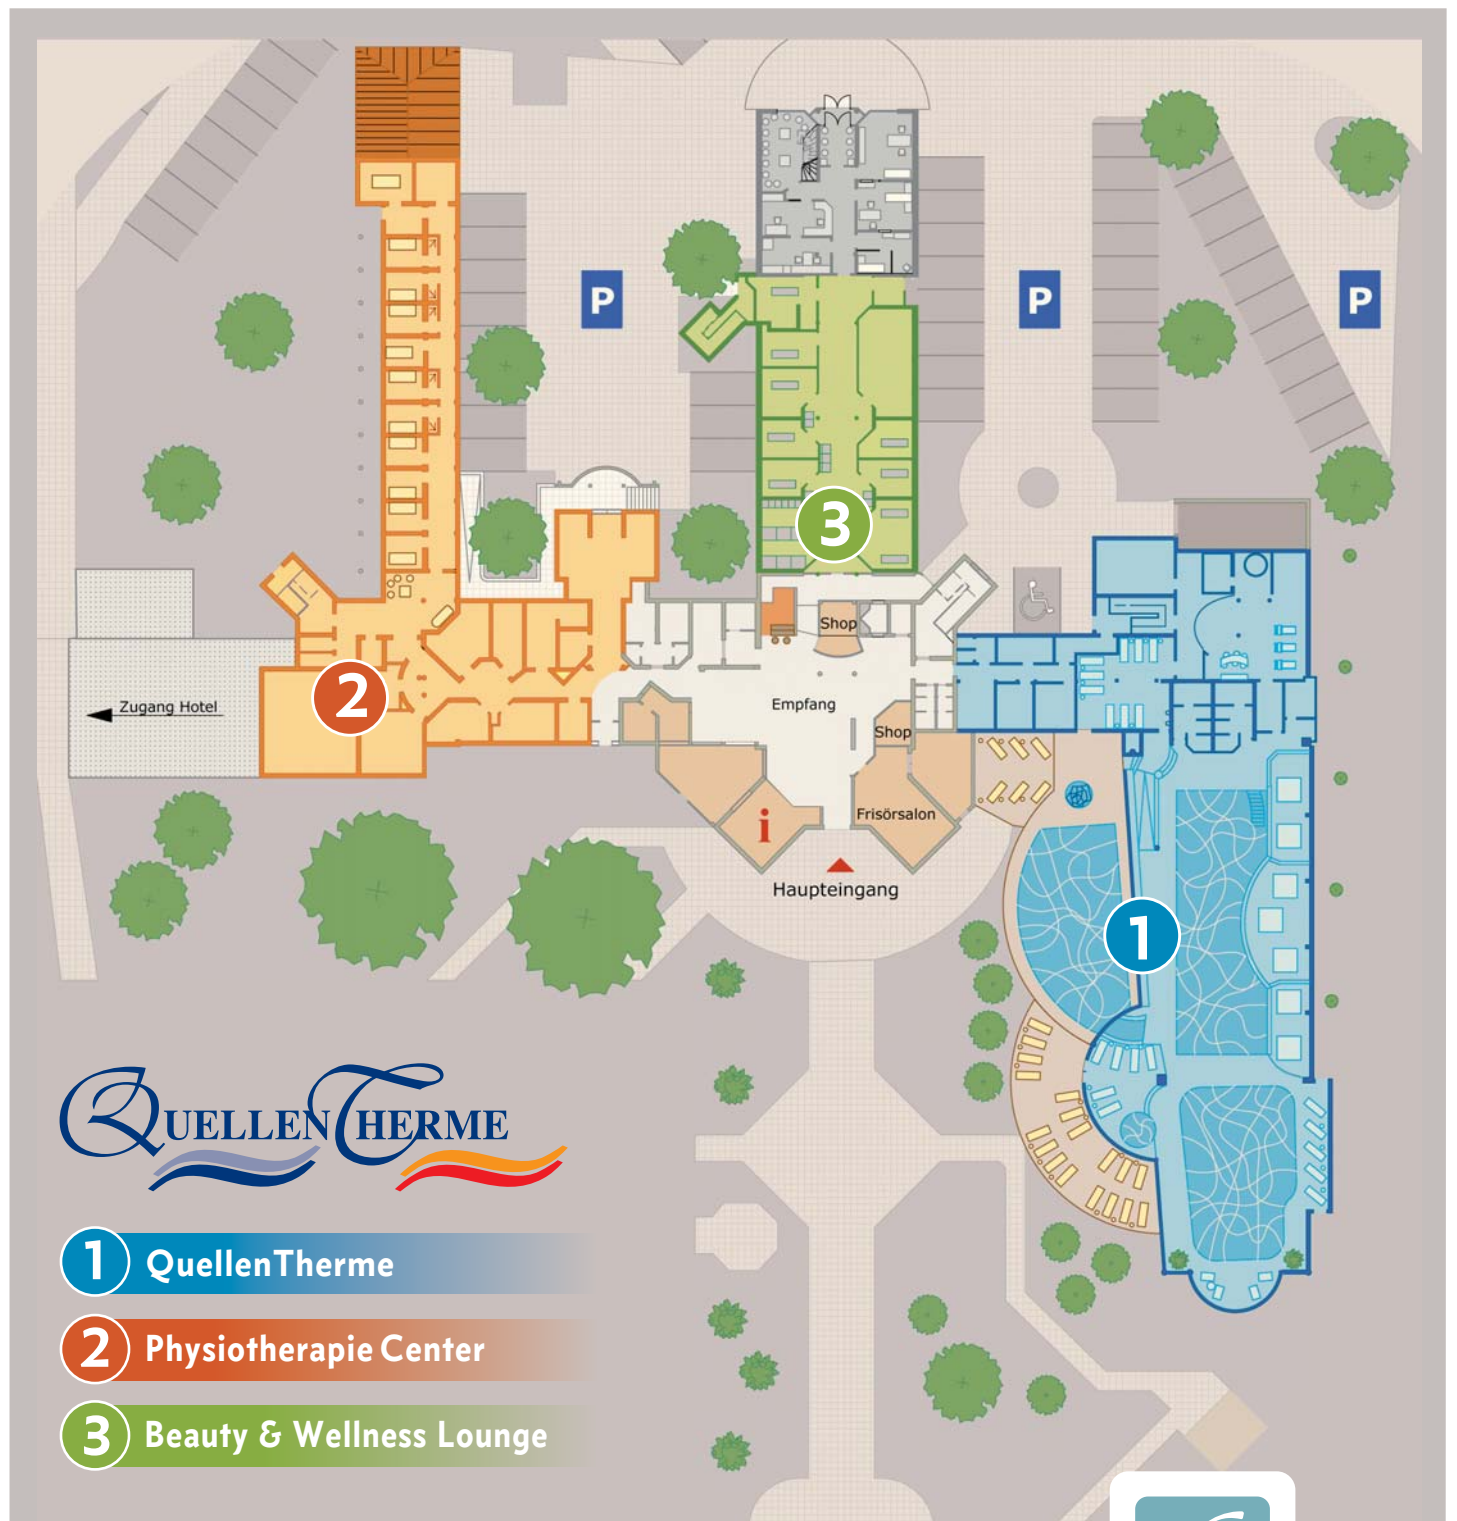 P
P
P
3
Shop
2
Zugang Hotel
Empfang
Shop
i
Frisörsalon
Haupteingang
1
QUELLENTHERME
1 QuellenTherme
2 Physiotherapie Center
3 Beauty & Wellness Lounge